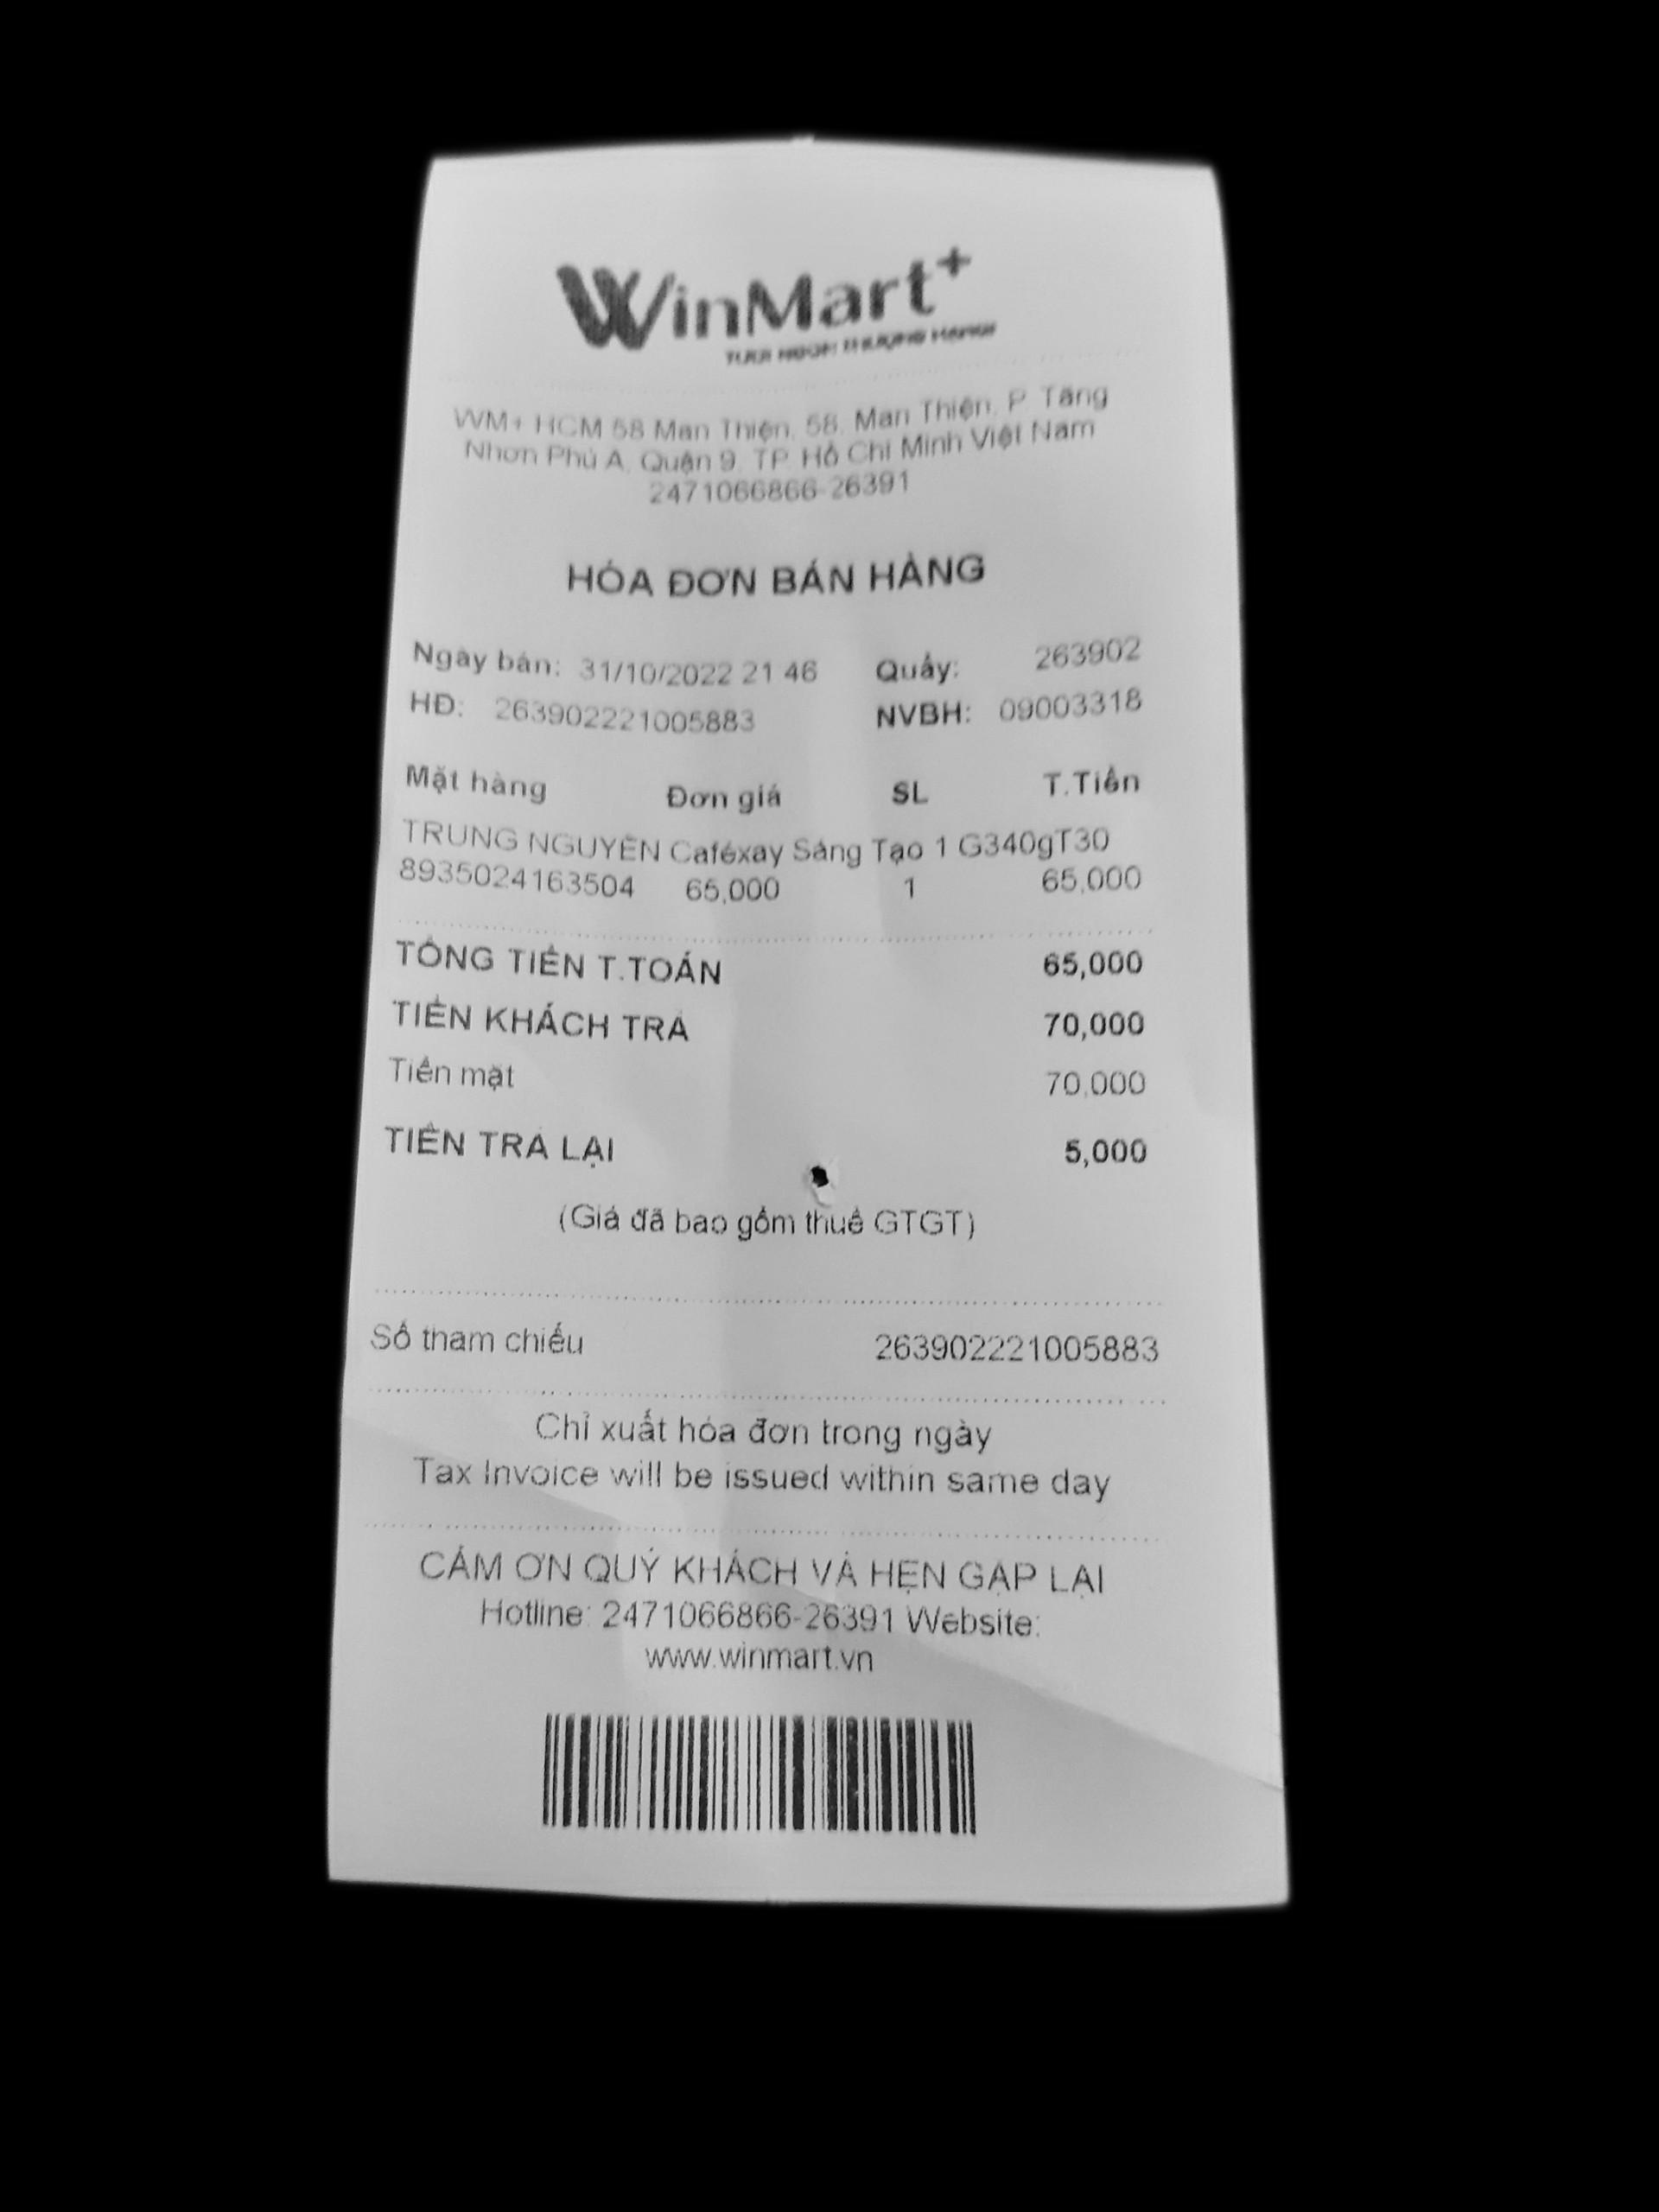 WinMart+
TƯƠI NGON THƯỢNG HẠNG
WM+ HCM 58 Man Thiện, 58, Man Thiện, P. Tăng
Nhơn Phú A, Quận 9, TP. Hồ Chí Minh Việt Nam
2471066866-26391
HÓA ĐƠN BÁN HÀNG
Ngày bán: 31/10/2022 21:46 Quầy: 263902
HĐ: 263902221005883 NVBH: 09003318
Mặt hàng Đơn giá SL T.Tiền
TRUNG NGUYÊN Caféxay Sáng Tạo 1 G340gT30
8935024163504 65,000 1 65,000
TỔNG TIỀN T.TOÁN 65,000
TIỀN KHÁCH TRẢ 70,000
Tiền mặt 70,000
TIỀN TRẢ LẠI 5,000
(Giá đã bao gồm thuế GTGT)
Số tham chiếu 263902221005883
Chỉ xuất hóa đơn trong ngày
Tax Invoice will be issued within same day
CẢM ƠN QUÝ KHÁCH VÀ HẸN GẶP LẠI
Hotline: 2471066866-26391 Website:
www.winmart.vn